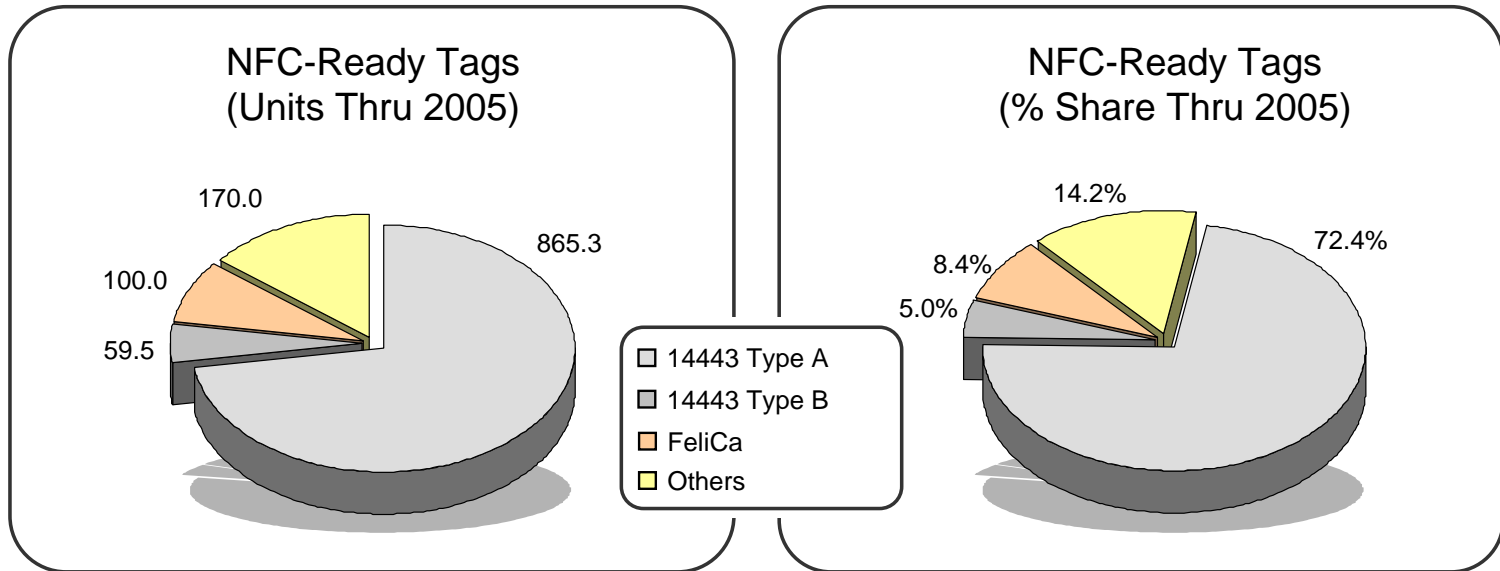 NFC-Ready Tags
(Units Thru 2005)
170.0
865.3
100.0
59.5
NFC-Ready Tags
(% Share Thru 2005)
14.2%
72.4%
8.4%
5.0%
14443 Type A
14443 Type B
FeliCa
Others